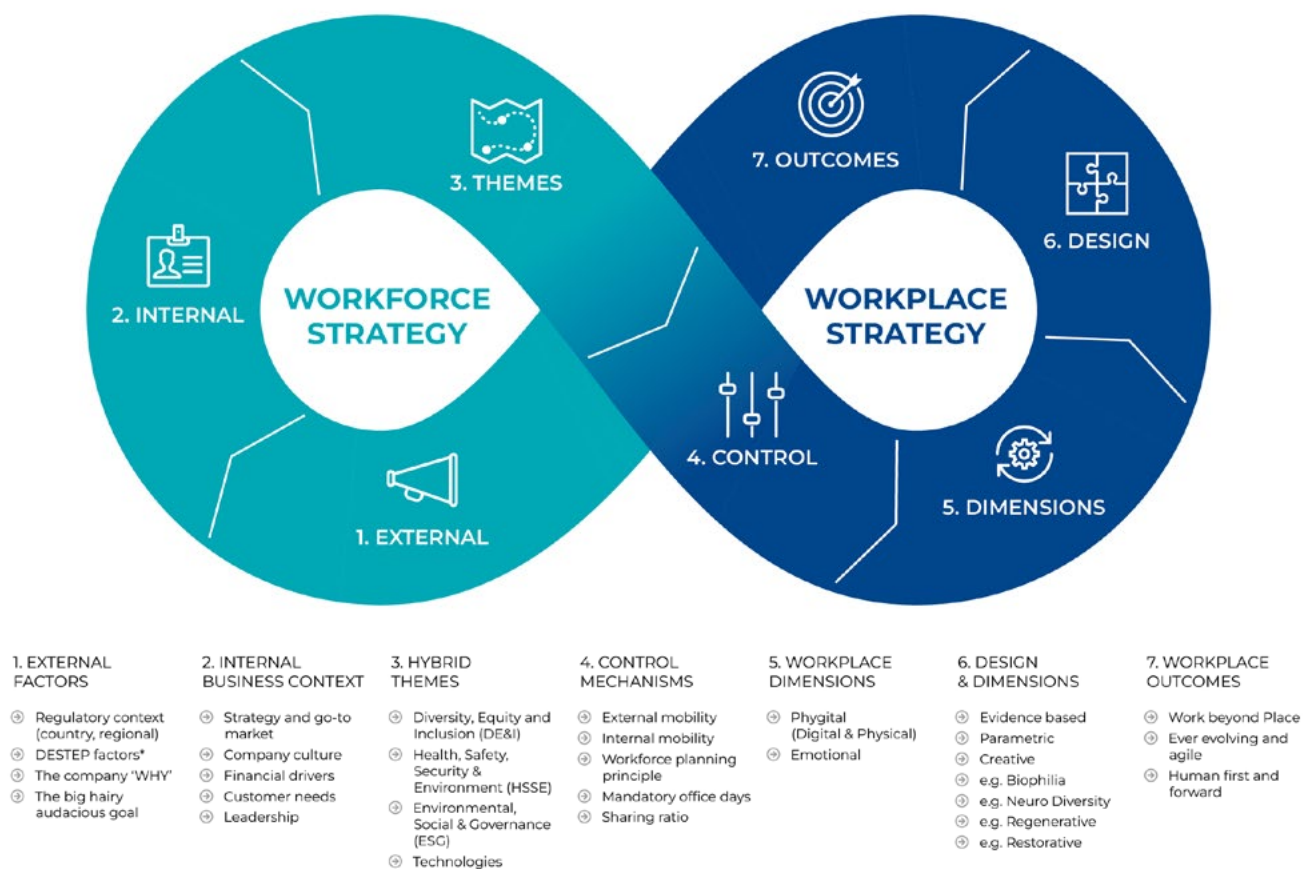 7. OUTCOMES
3. THEMES
6. DESIGN
WORKFORCE
STRATEGY
WORKPLACE
STRATEGY
2. INTERNAL
4. CONTROL
5. DIMENSIONS
1. EXTERNAL
1. EXTERNAL
FACTORS
Regulatory context
(country, regional)
DESTEP factors*
The company ‘WHY’
The big hairy
audacious goal
2. INTERNAL
BUSINESS CONTEXT
Strategy and go-to
market
Company culture
Financial drivers
Customer needs
Leadership
3. HYBRID
THEMES
Diversity, Equity and
Inclusion (DE&I)
Health, Safety,
Security &
Environment (HSSE)
Environmental,
Social & Governance
(ESG)
Technologies
4. CONTROL
MECHANISMS
External mobility
Internal mobility
Workforce planning
principle
Mandatory office days
Sharing ratio
5. WORKPLACE
DIMENSIONS
Phygital
(Digital & Physical)
Emotional
6. DESIGN
& DIMENSIONS
Evidence based
Parametric
Creative
e.g. Biophilia
e.g. Neuro Diversity
e.g. Regenerative
e.g. Restorative
7. WORKPLACE
OUTCOMES
Work beyond Place
Ever evolving and
agile
Human first and
forward